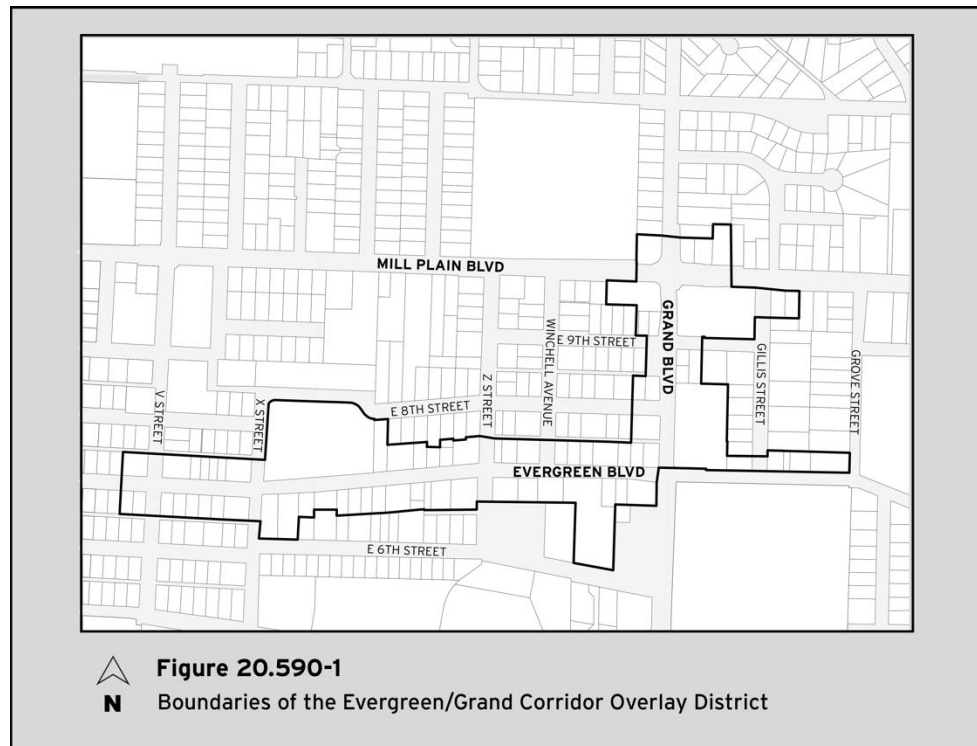 MILL PLAIN BLVD
GRAND BLVD
WINCHELL AVENUE
E 9TH STREET
GILLIS STREET
GROVE STREET
Z STREET
V STREET
X STREET
E 8TH STREET
EVERGREEN BLVD
E 6TH STREET
Figure 20.590-1
N Boundaries of the Evergreen/Grand Corridor Overlay District